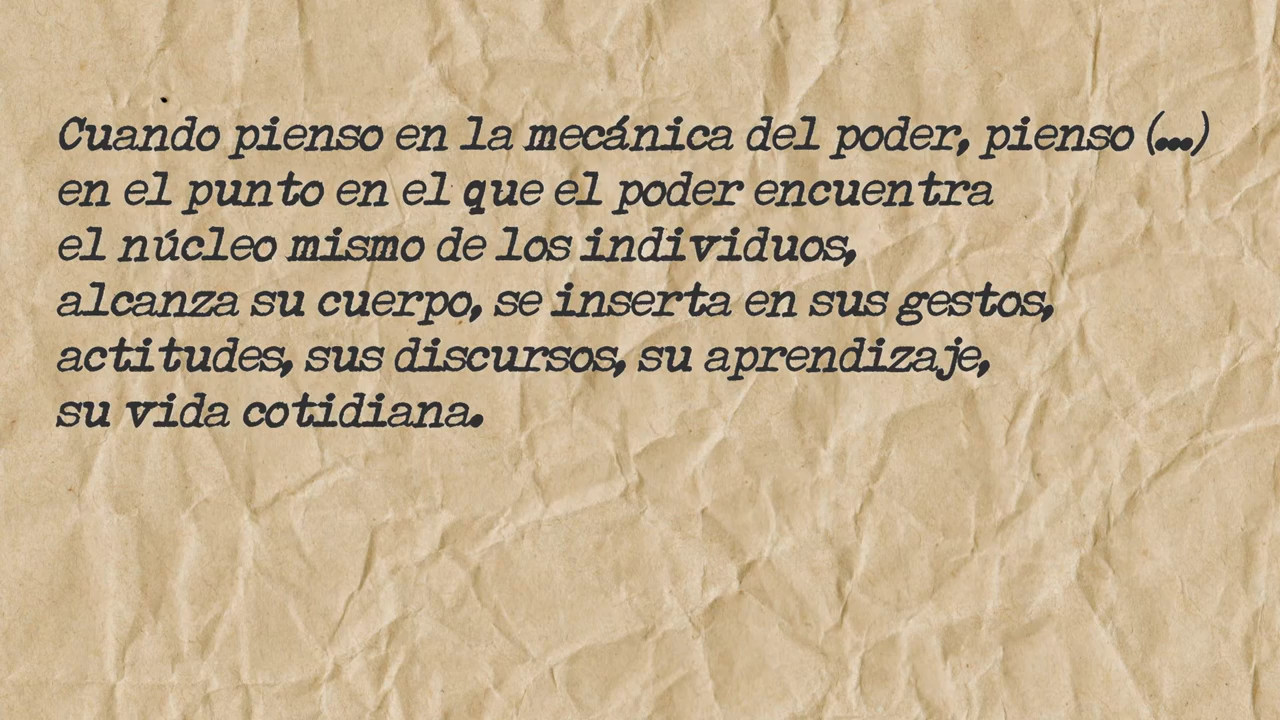 Cuando pienso en la mecánica del poder, pienso (...)
en el punto en el que el poder encuentra
el núcleo mismo de los individuos,
alcanza su cuerpo, se inserta en sus gestos,
actitudes, sus discursos, su aprendizaje,
su vida cotidiana.